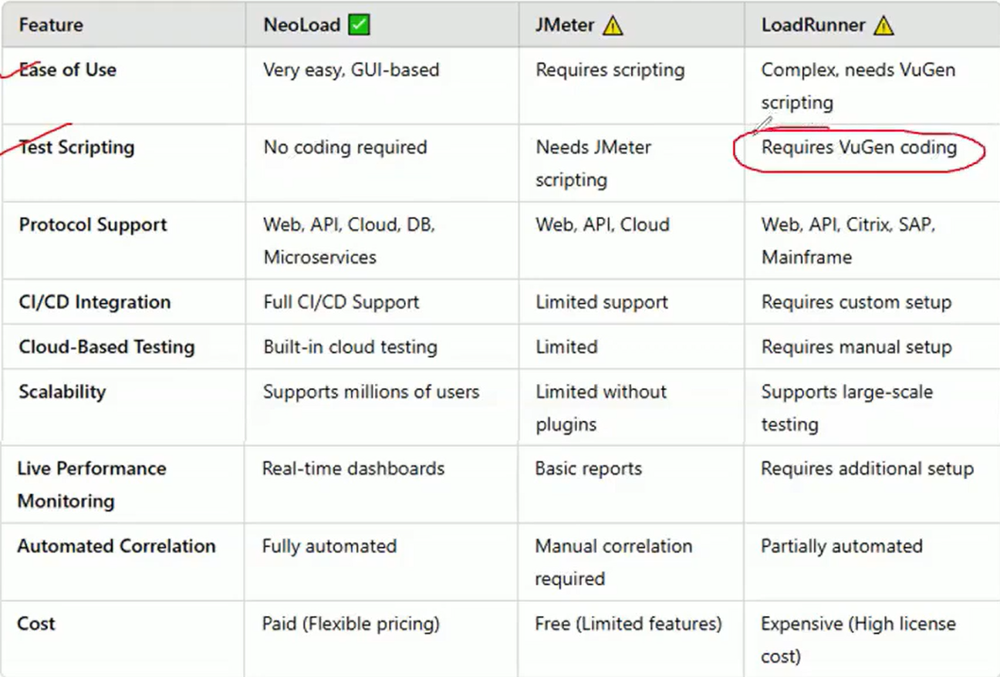 Feature NeoLoad ✅ JMeter ⚠ LoadRunner ⚠
Ease of Use Very easy, GUI-based Requires scripting Complex, needs VuGen
scripting
Test Scripting No coding required Needs JMeter Requires VuGen coding
scripting
Protocol Support Web, API, Cloud, DB, Web, API, Cloud Web, API, Citrix, SAP,
Microservices Mainframe
CI/CD Integration Full CI/CD Support Limited support Requires custom setup
Cloud-Based Testing Built-in cloud testing Limited Requires manual setup
Scalability Supports millions of users Limited without Supports large-scale
plugins testing
Live Performance Real-time dashboards Basic reports Requires additional setup
Monitoring
Automated Correlation Fully automated Manual correlation Partially automated
required
Cost Paid (Flexible pricing) Free (Limited features) Expensive (High license
cost)